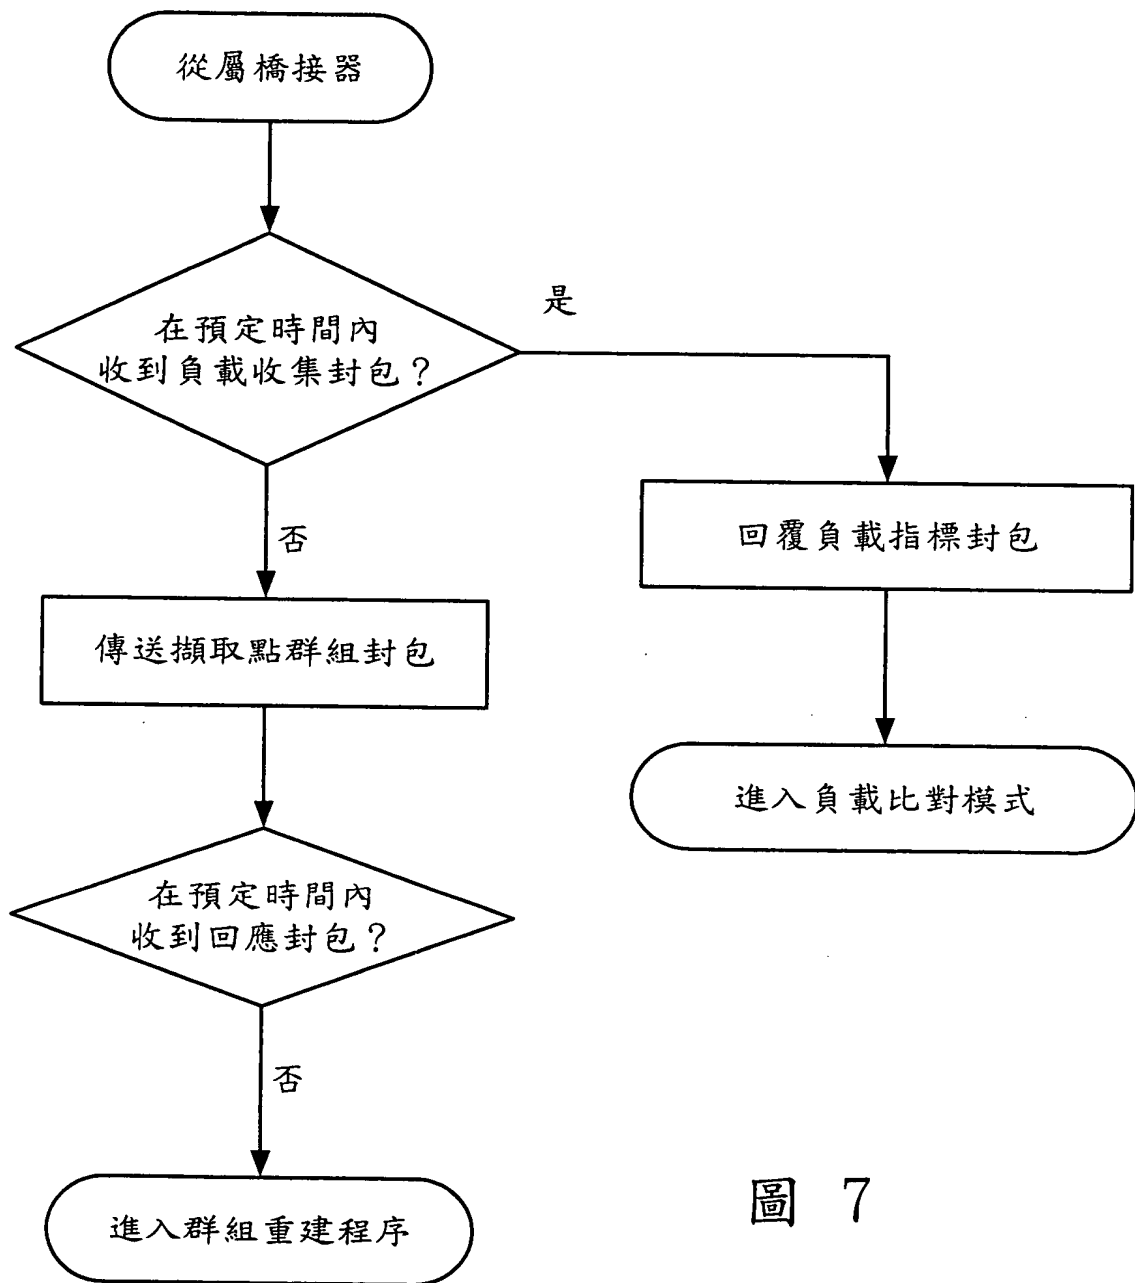 從屬橋接器
在預定時間內
收到負載收集封包？
是
否
回覆負載指標封包
傳送擷取點群組封包
進入負載比對模式
在預定時間內
收到回應封包？
否
進入群組重建程序
圖 7